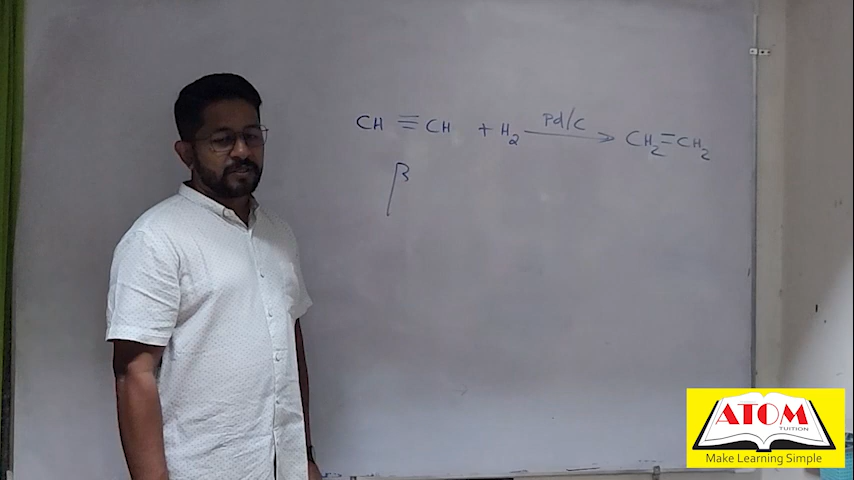 CH ≡ CH + H2 Pd/C → CH2=CH2
β
ATOM
TUITION
Make Learning Simple